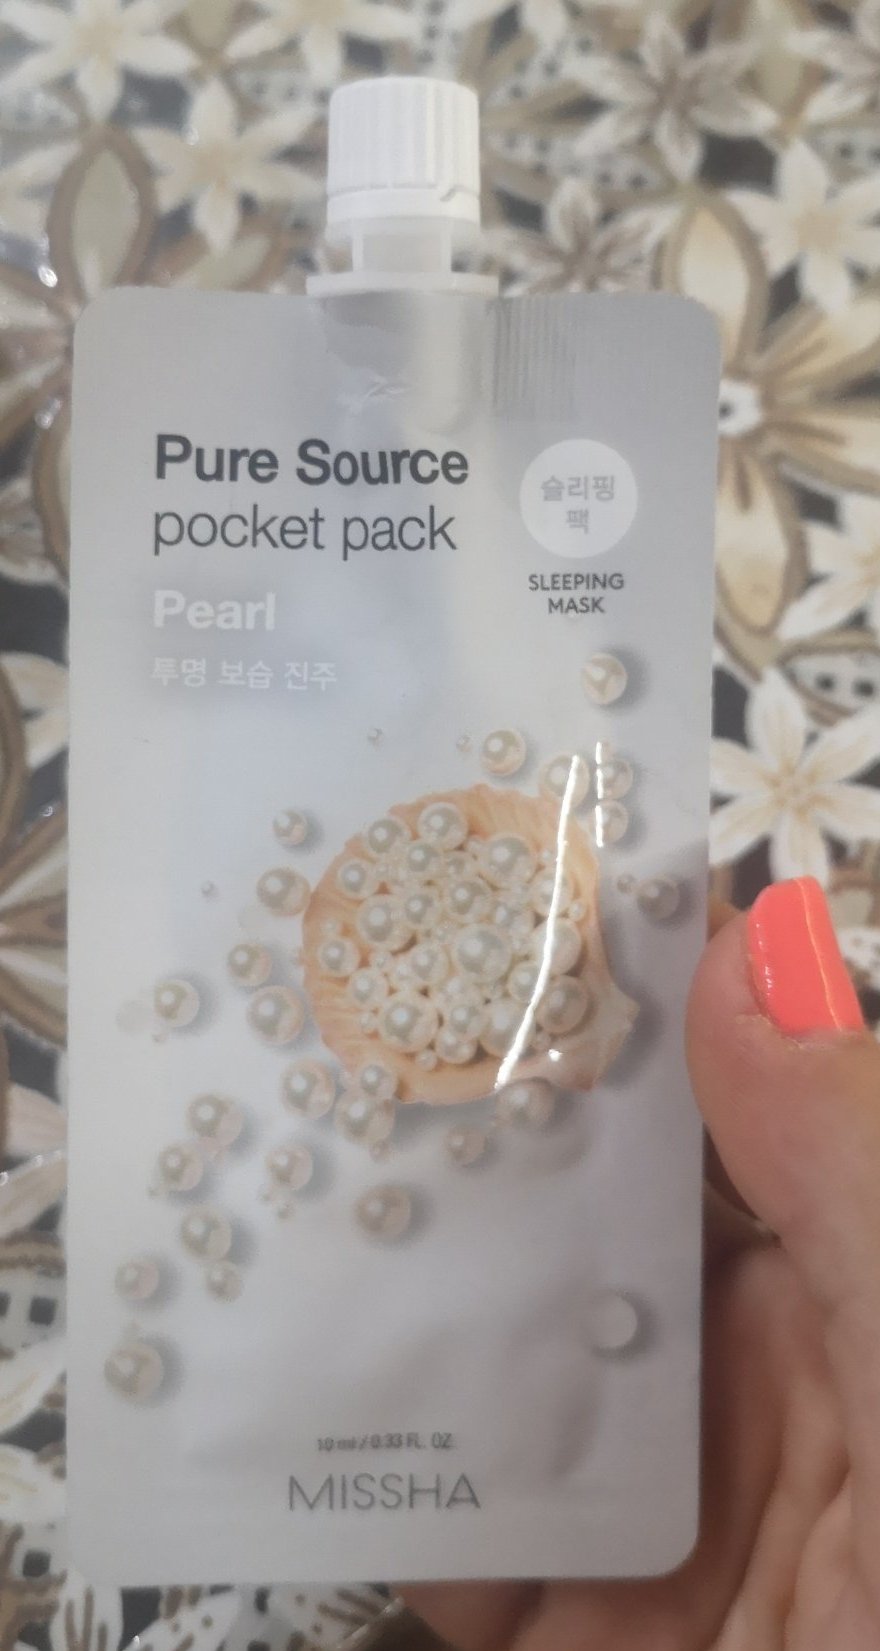 Pure Source
pocket pack
슬리핑
팩
SLEEPING
MASK
Pearl
투명 보습 진주
10 ml / 0.33 FL. OZ.
MISSHA